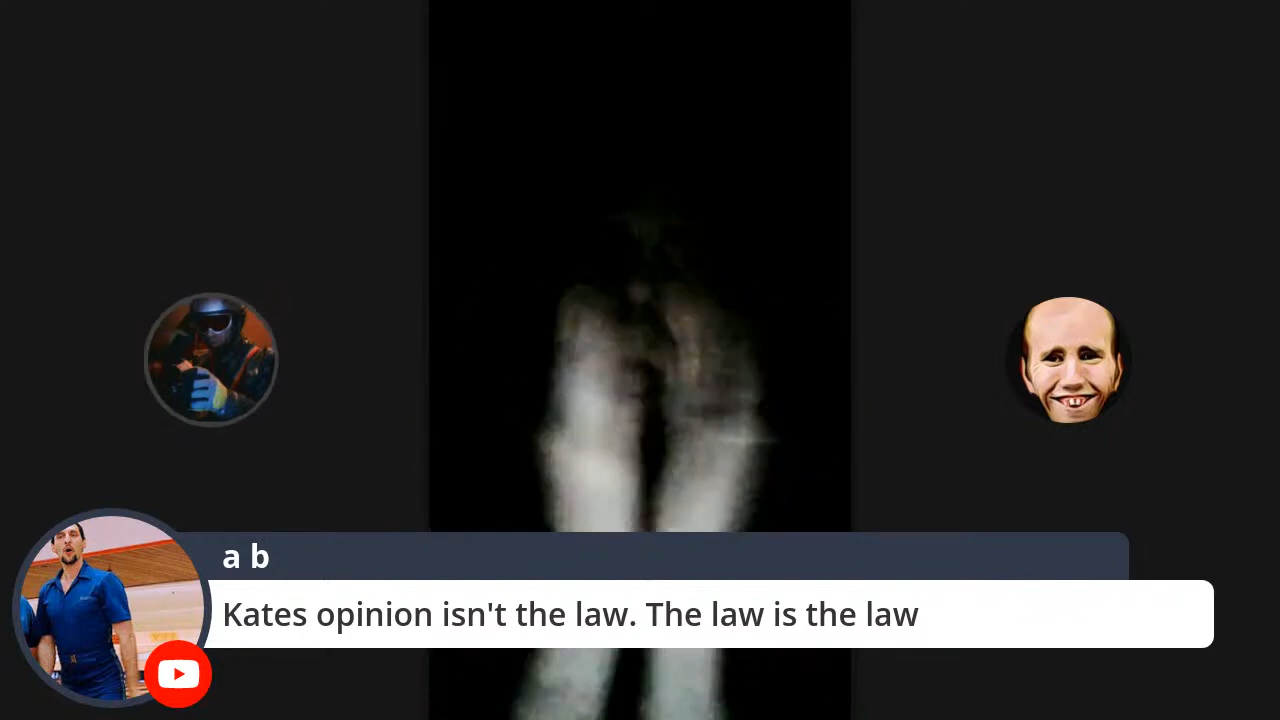 a b
Kates opinion isn't the law. The law is the law